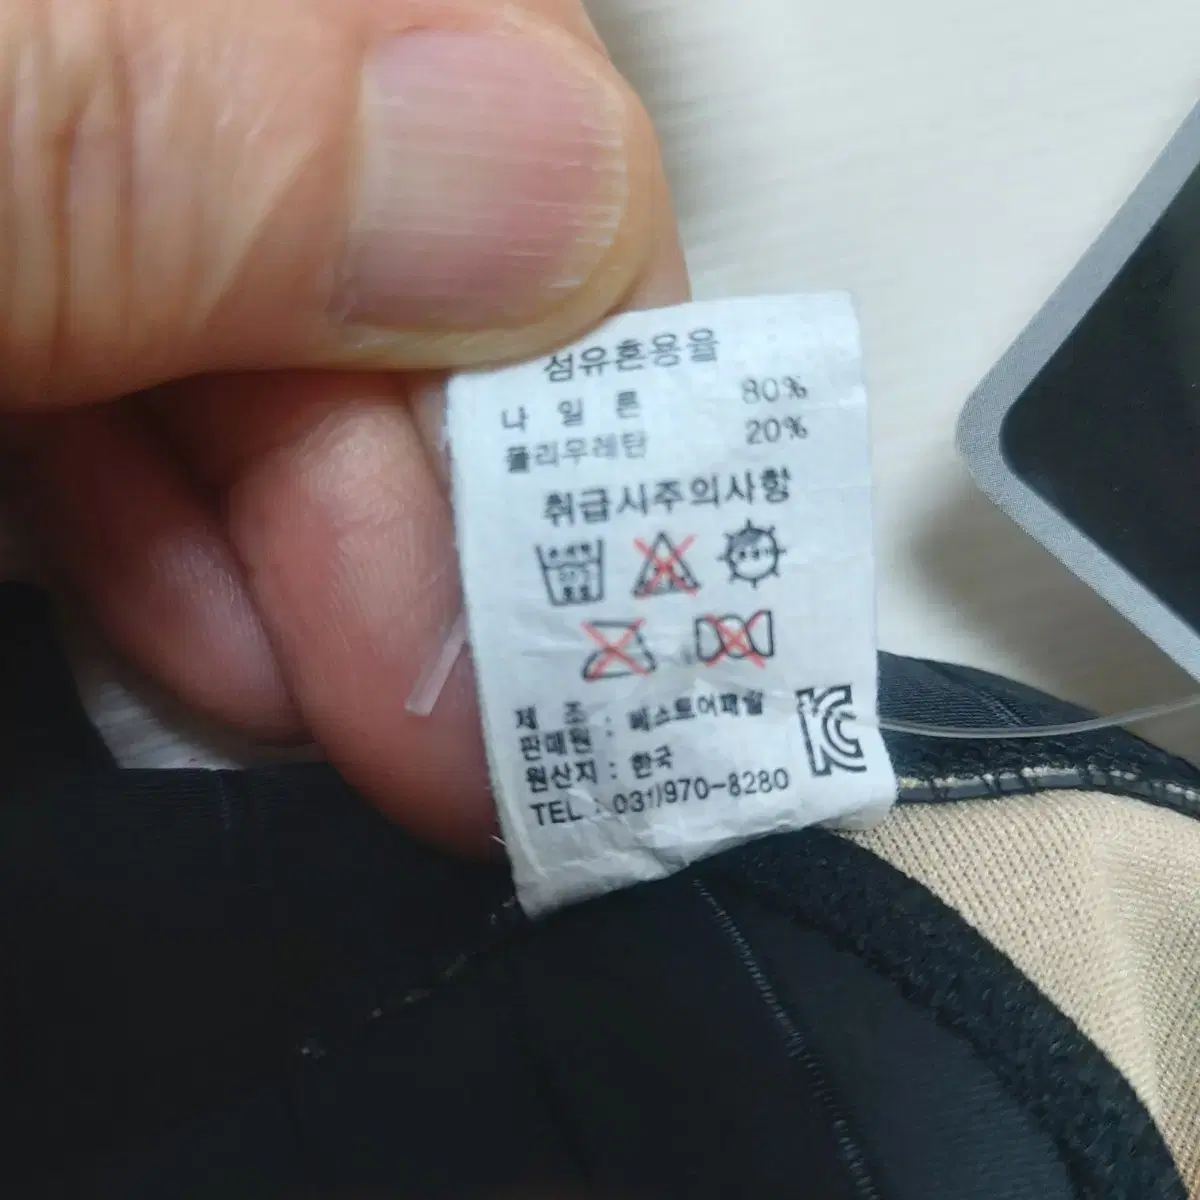 섬유혼용율
나 일 론 80%
폴리우레탄 20%
취급시주의사항
제 조
판매원 : 베스트어패럴
원산지 : 한국
TEL : 031)970-8280